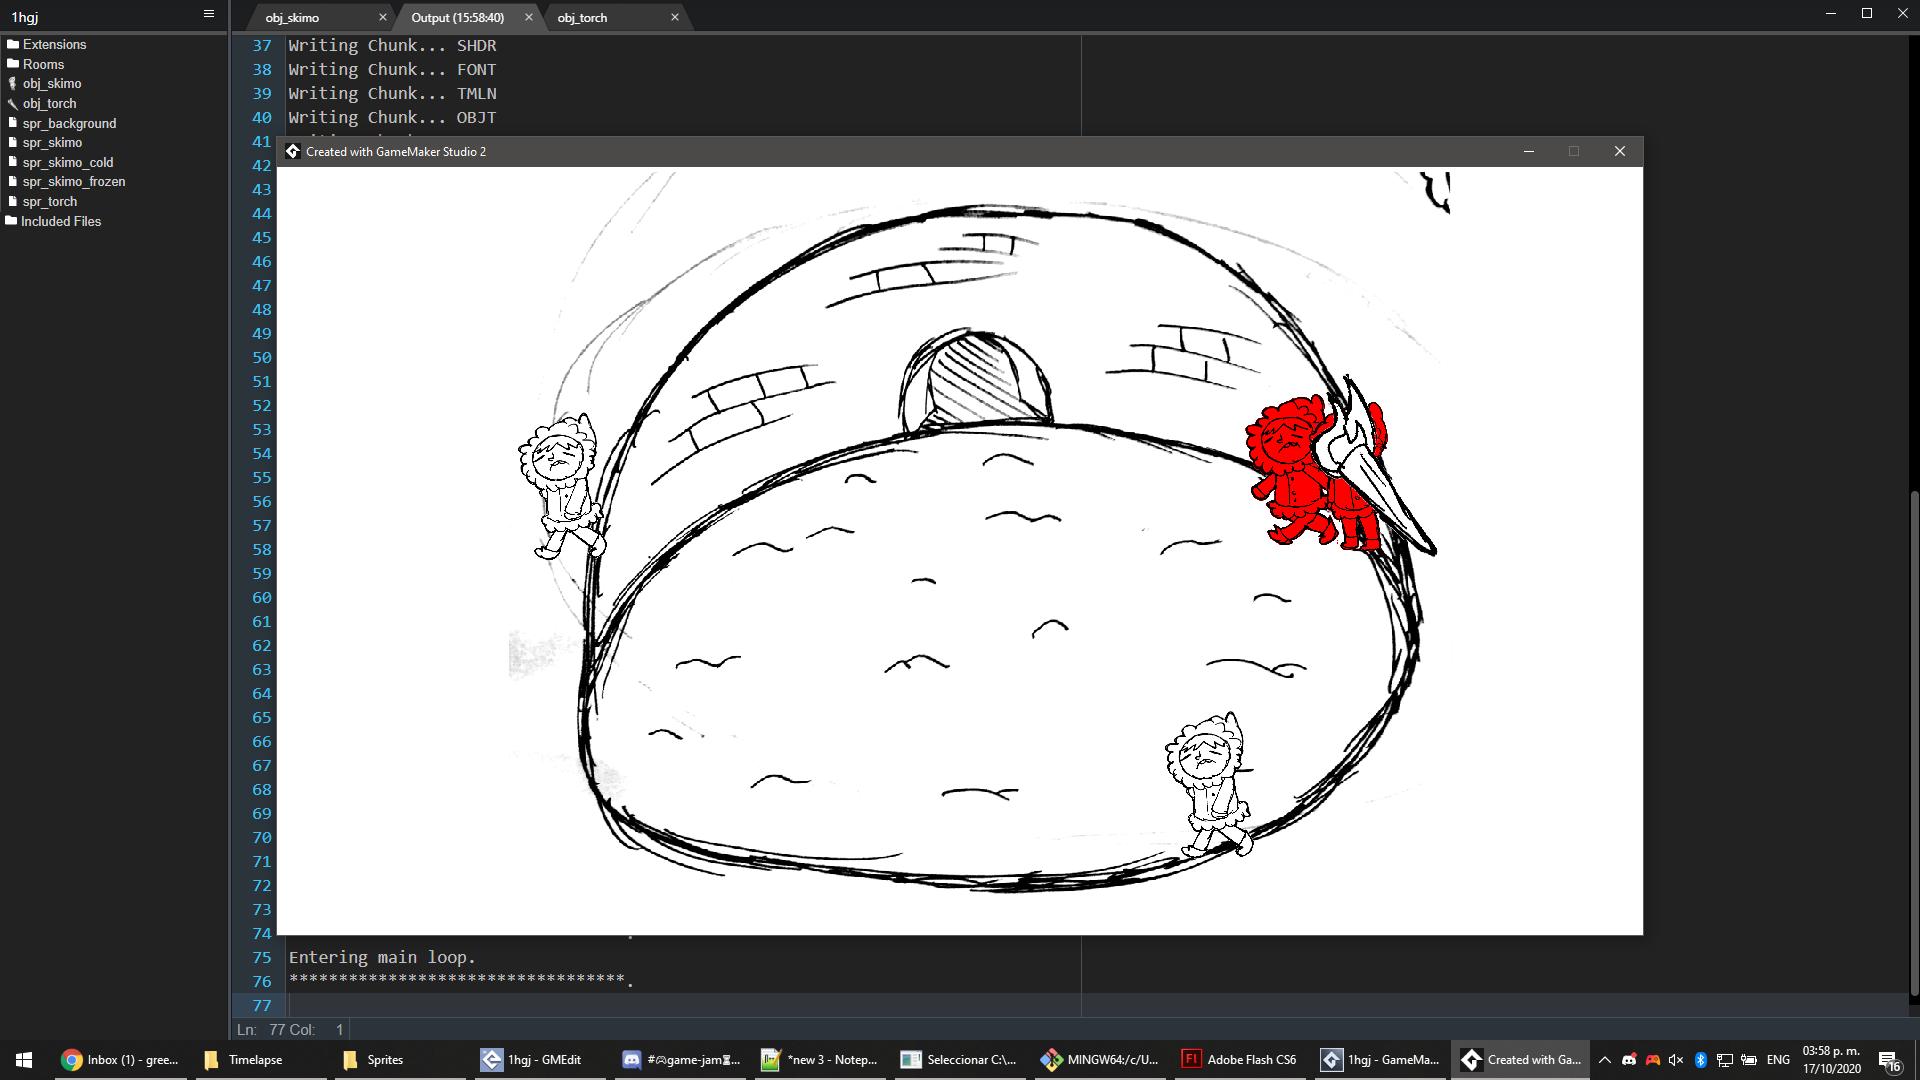 1hgj
obj_skimo
Output (15:58:40)
obj_torch
Extensions
Rooms
obj_skimo
obj_torch
spr_background
spr_skimo
spr_skimo_cold
spr_skimo_frozen
spr_torch
Included Files
37 Writing Chunk... SHDR
38 Writing Chunk... FONT
39 Writing Chunk... TMLN
40 Writing Chunk... OBJT
41
42
43
44
45
46
47
48
49
50
51
52
53
54
55
56
57
58
59
60
61
62
63
64
65
66
67
68
69
70
71
72
73
74 .
75 Entering main loop.
76 **********************************.
77
Created with GameMaker Studio 2
Ln: 77 Col: 1
Inbox (1) - gree...
Timelapse
Sprites
1hgj - GMEdit
#🎮game-jam⏳...
*new 3 - Notep...
Seleccionar C:\...
MINGW64:/c/U...
Adobe Flash CS6
1hgj - GameMa...
Created with Ga...
ENG
03:58 p. m.
17/10/2020
16